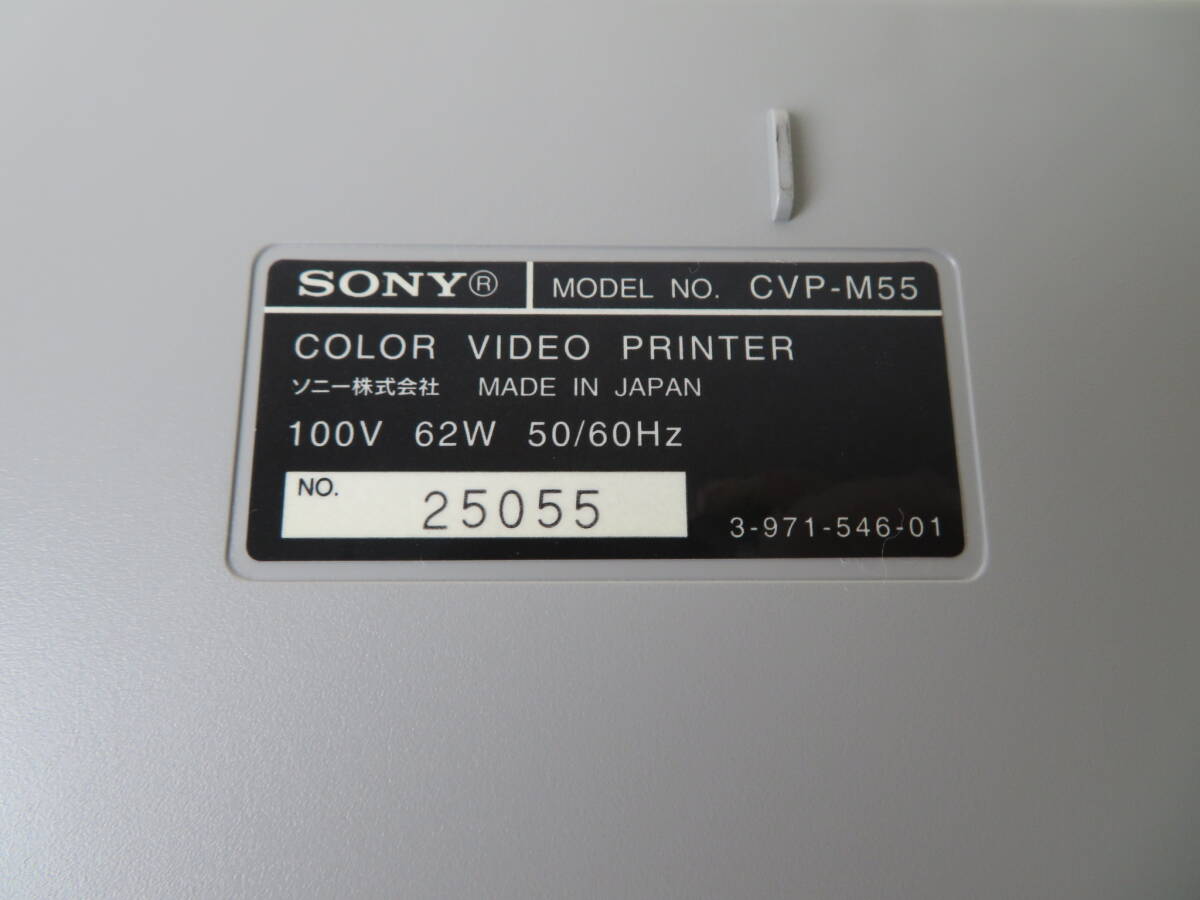 SONY® MODEL NO. CVP-M55
COLOR VIDEO PRINTER
ソニー株式会社 MADE IN JAPAN
100V 62W 50/60Hz
NO. 25055
3-971-546-01